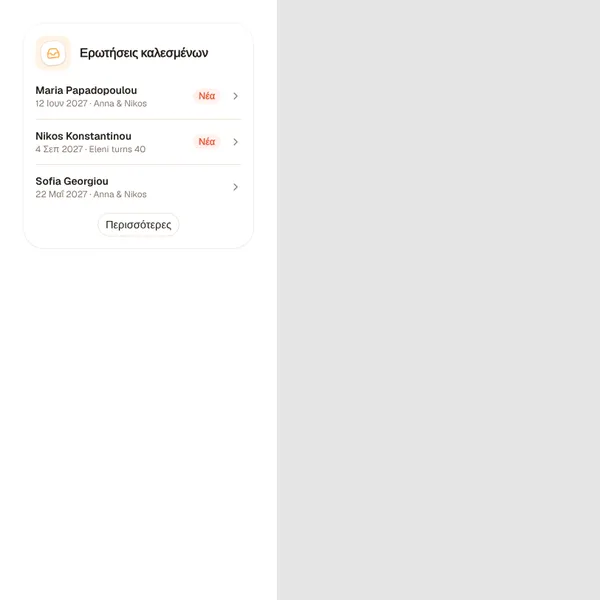 Ερωτήσεις καλεσμένων
Maria Papadopoulou
12 Ιουν 2027 · Anna & Nikos
Νέα
Nikos Konstantinou
4 Σεπ 2027 · Eleni turns 40
Νέα
Sofia Georgiou
22 Μαΐ 2027 · Anna & Nikos
Περισσότερες